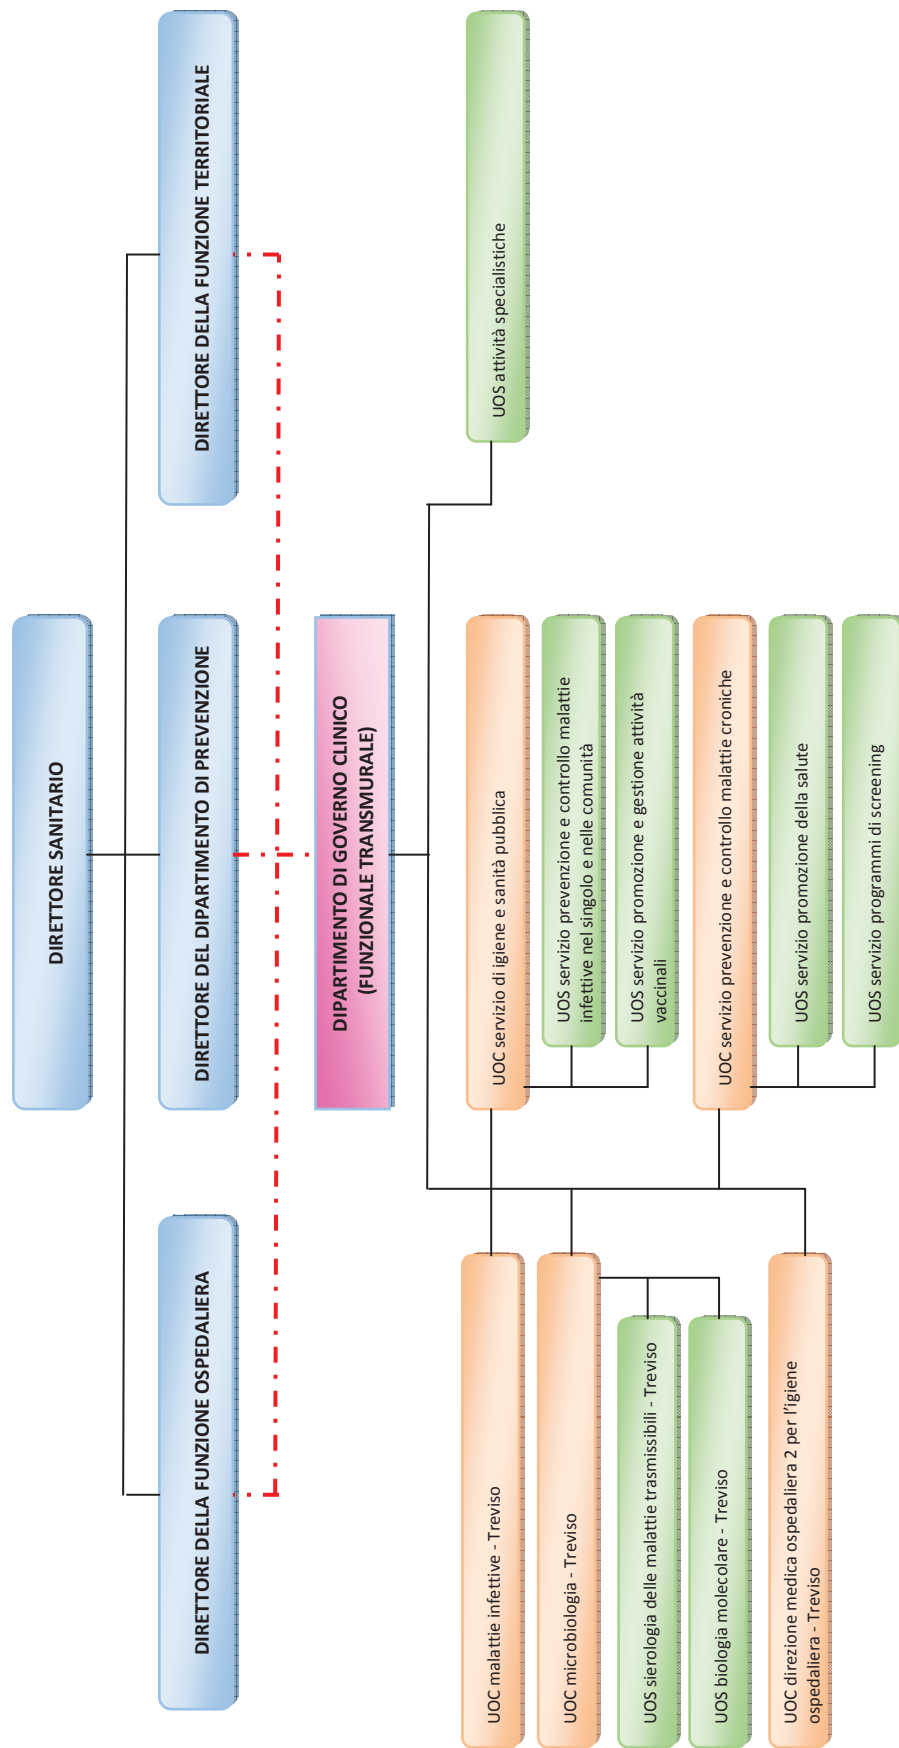 DIRETTORE SANITARIO
DIRETTORE DELLA FUNZIONE OSPEDALIERA
DIRETTORE DEL DIPARTIMENTO DI PREVENZIONE
DIRETTORE DELLA FUNZIONE TERRITORIALE
DIPARTIMENTO DI GOVERNO CLINICO
(FUNZIONALE TRANSMURALE)
UOC malattie infettive - Treviso
UOC microbiologia - Treviso
UOS sierologia delle malattie trasmissibili - Treviso
UOS biologia molecolare - Treviso
UOC direzione medica ospedaliera 2 per l'igiene
ospedaliera - Treviso
UOC servizio di igiene e sanità pubblica
UOS servizio prevenzione e controllo malattie
infettive nel singolo e nelle comunità
UOS servizio promozione e gestione attività
vaccinali
UOC servizio prevenzione e controllo malattie croniche
UOS servizio promozione della salute
UOS servizio programmi di screening
UOS attività specialistiche